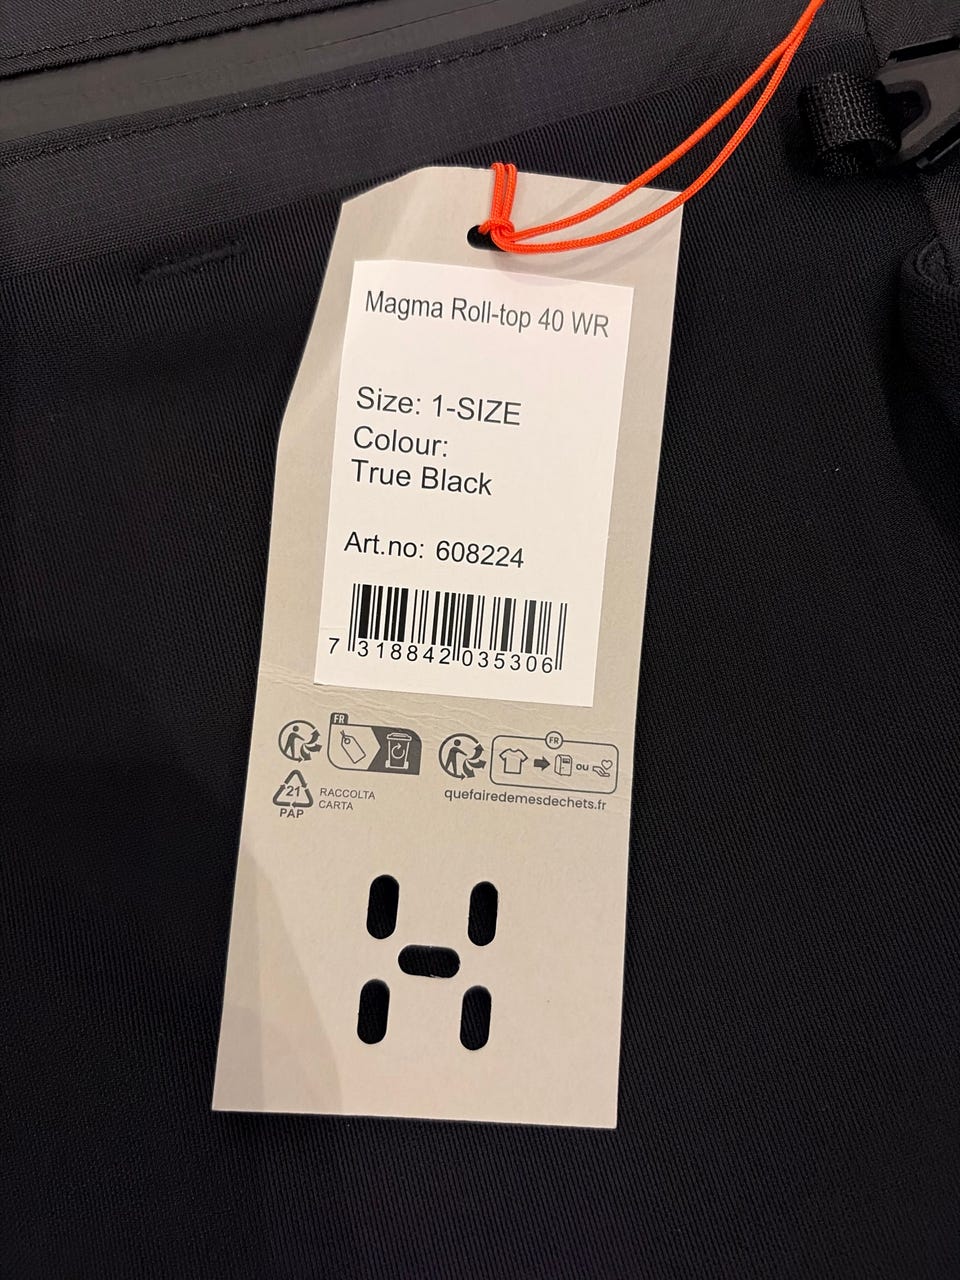 Magma Roll-top 40 WR
Size: 1-SIZE
Colour:
True Black
Art.no: 608224
7 318842 035306
FR
FR
ou
21
PAP
RACCOLTA
CARTA
quefairedemesdechets.fr